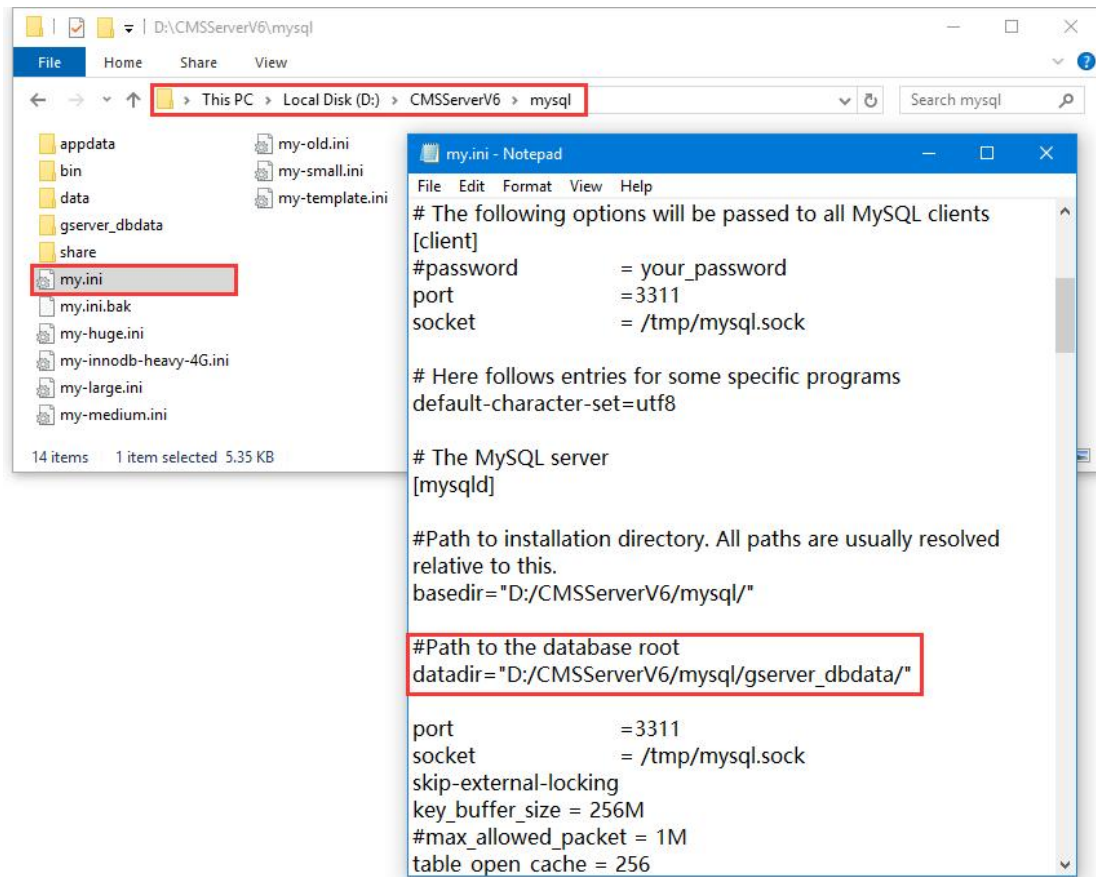 D:\CMSServerV6\mysql
File Home Share View
This PC > Local Disk (D:) > CMSServerV6 > mysql
Search mysql
appdata
bin
data
gserver_dbdata
share
my.ini
my.ini.bak
my-huge.ini
my-innodb-heavy-4G.ini
my-large.ini
my-medium.ini
my-old.ini
my-small.ini
my-template.ini
14 items 1 item selected 5.35 KB
my.ini - Notepad
File Edit Format View Help
# The following options will be passed to all MySQL clients
[client]
#password = your_password
port =3311
socket = /tmp/mysql.sock
# Here follows entries for some specific programs
default-character-set=utf8
# The MySQL server
[mysqld]
#Path to installation directory. All paths are usually resolved
relative to this.
basedir="D:/CMSServerV6/mysql/"
#Path to the database root
datadir="D:/CMSServerV6/mysql/gserver_dbdata/"
port =3311
socket = /tmp/mysql.sock
skip-external-locking
key_buffer_size = 256M
#max_allowed_packet = 1M
table_open_cache = 256